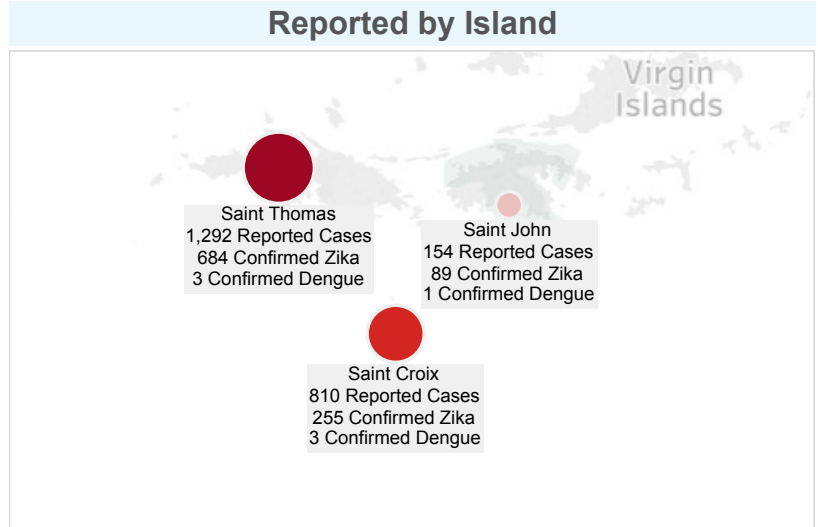 Reported by Island
Virgin
Islands
Saint Thomas
1,292 Reported Cases
684 Confirmed Zika
3 Confirmed Dengue
Saint John
154 Reported Cases
89 Confirmed Zika
1 Confirmed Dengue
Saint Croix
810 Reported Cases
255 Confirmed Zika
3 Confirmed Dengue